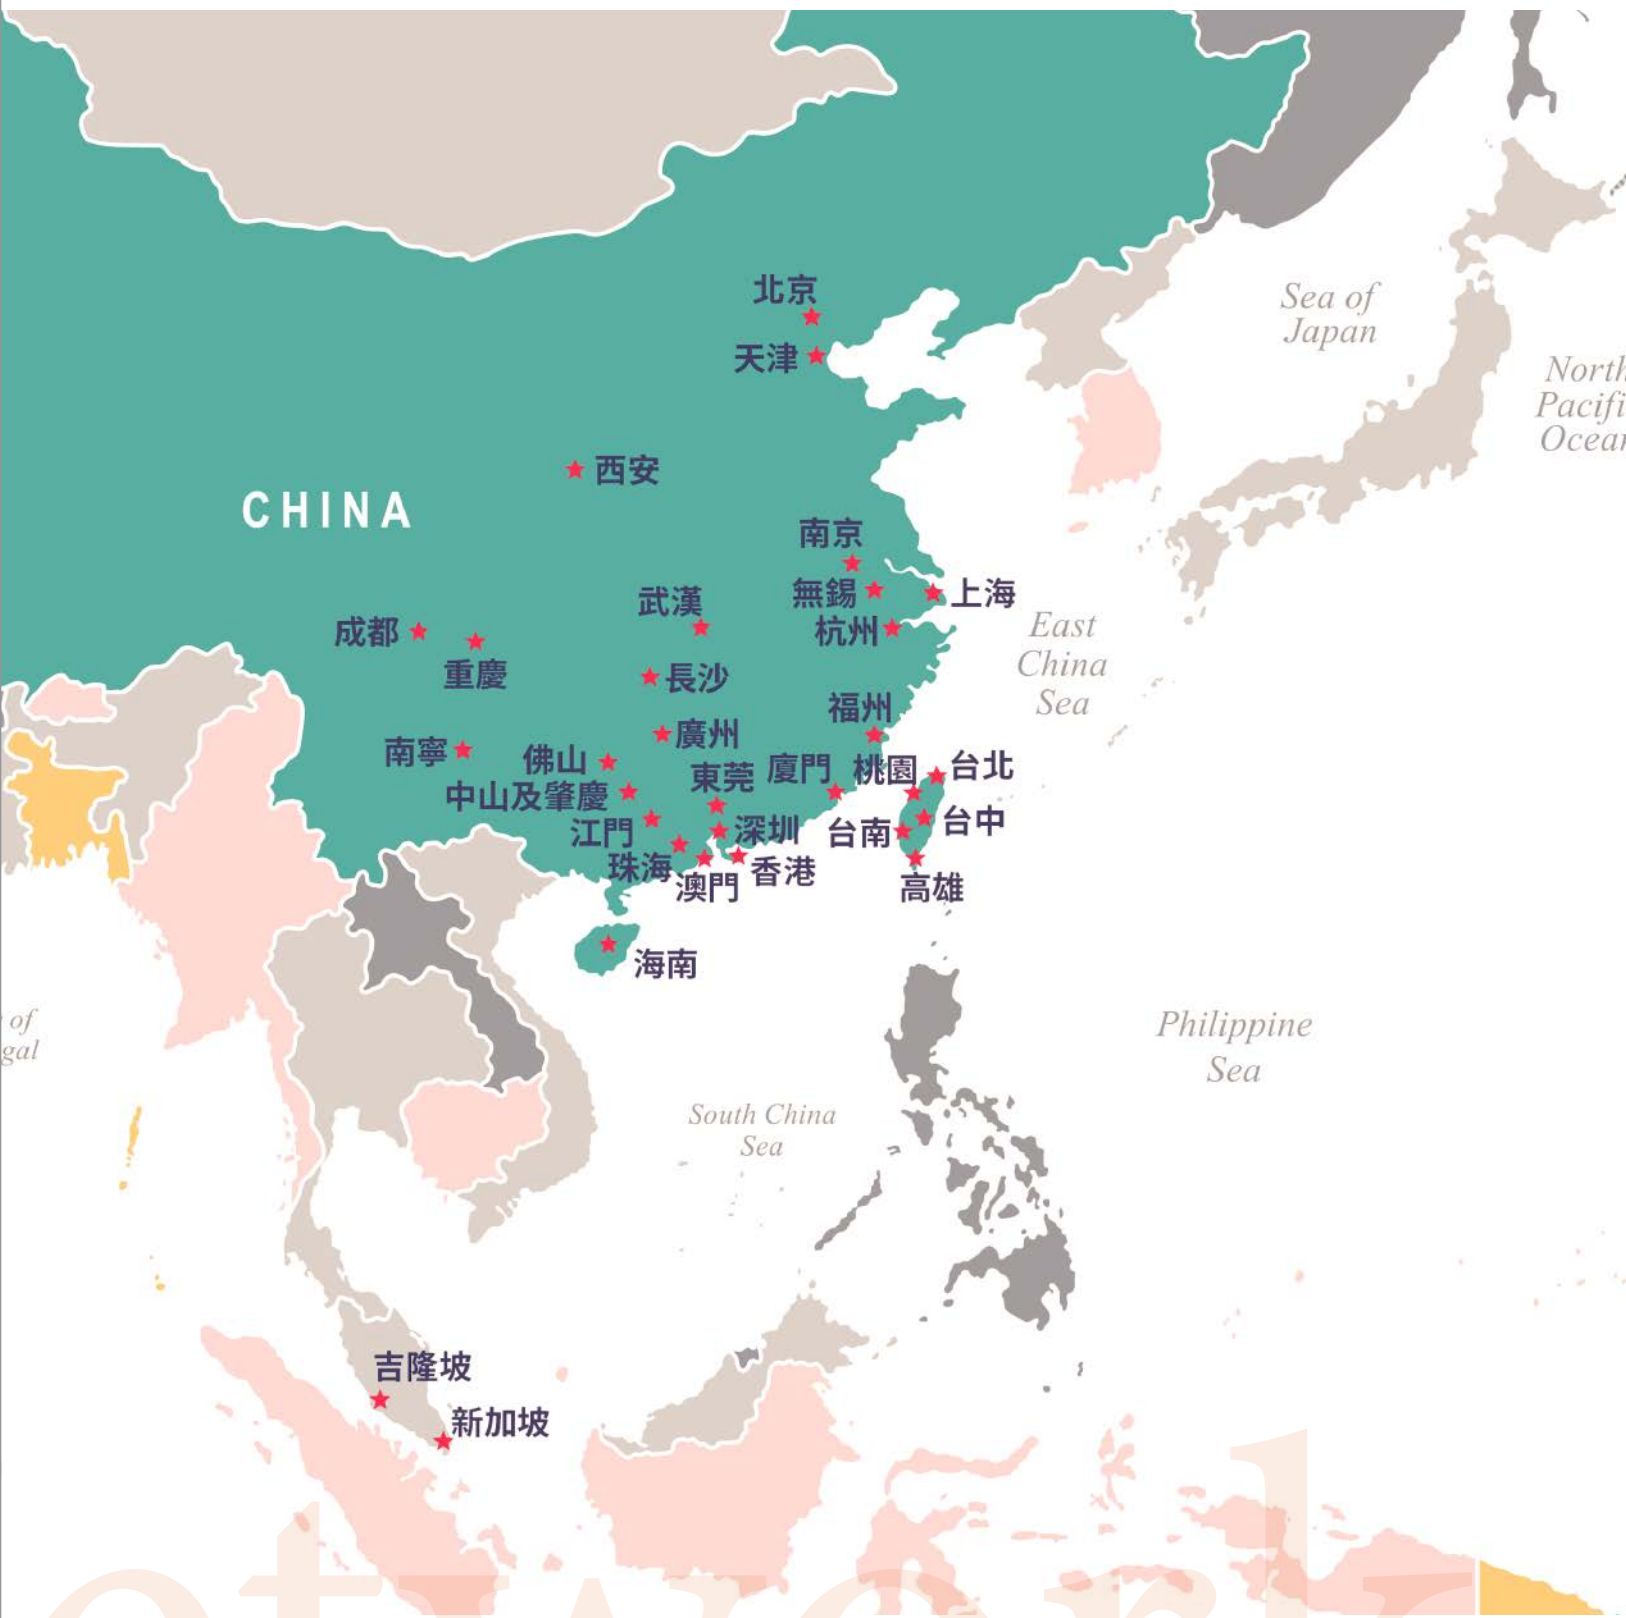 北京
天津
Sea of
Japan
North
Pacifi
Ocean
西安
CHINA
南京
無錫
上海
武漢
杭州
成都
重慶
East
China
Sea
長沙
福州
廣州
南寧
佛山
東莞
廈門
桃園
台北
中山及肇慶
江門
深圳
台南
台中
珠海
澳門
香港
高雄
海南
of
gal
Philippine
Sea
South China
Sea
吉隆坡
新加坡
etwork